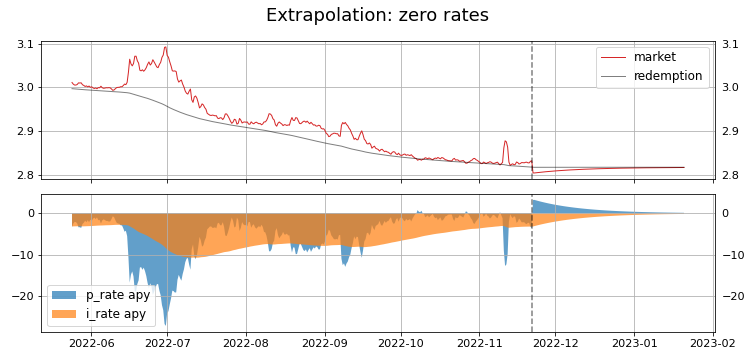 Extrapolation: zero rates
3.1 3.1
market
redemption
3.0 3.0
2.9 2.9
2.8 2.8
0 0
−10 −10
−20 −20
p_rate apy
i_rate apy
2022-06 2022-07 2022-08 2022-09 2022-10 2022-11 2022-12 2023-01 2023-02